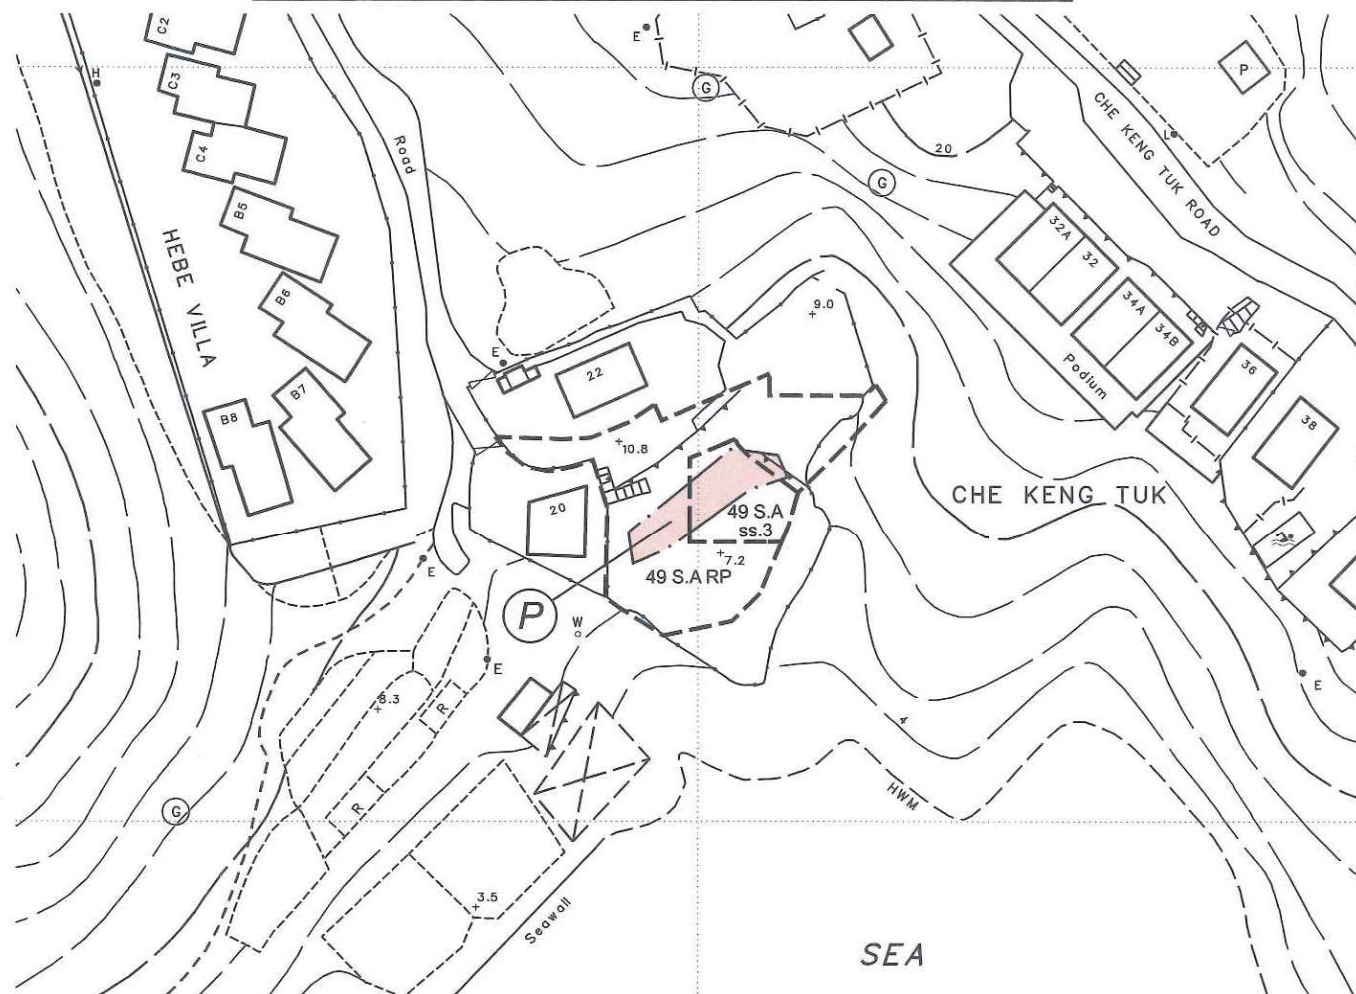 C2
E
C3
H
G
P
C4
Road
20
CHE KENG TUK ROAD
L
G
B5
HEBE VILLA
32A
32
B6
9.0
34A
34B
E
22
Podium
36
B7
B8
10.8
38
CHE KENG TUK
20
49 S.A
ss.3
7.2
49 S.A RP
E
P
W
E
E
8.3
R
4
HWM
G
R
3.5
Seawall
SEA